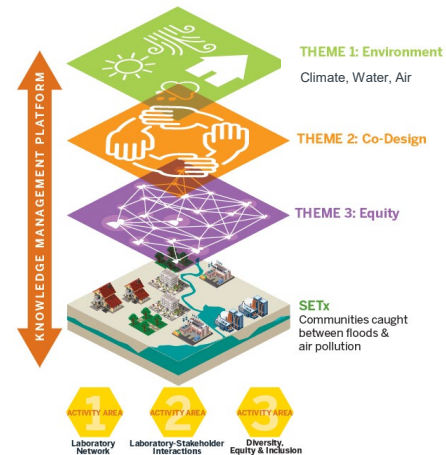 KNOWLEDGE MANAGEMENT PLATFORM
THEME 1: Environment
Climate, Water, Air
THEME 2: Co-Design
THEME 3: Equity
SETx
Communities caught
between floods &
air pollution
1
ACTIVITY AREA
Laboratory
Network
2
ACTIVITY AREA
Laboratory-Stakeholder
Interactions
3
ACTIVITY AREA
Diversity,
Equity & Inclusion